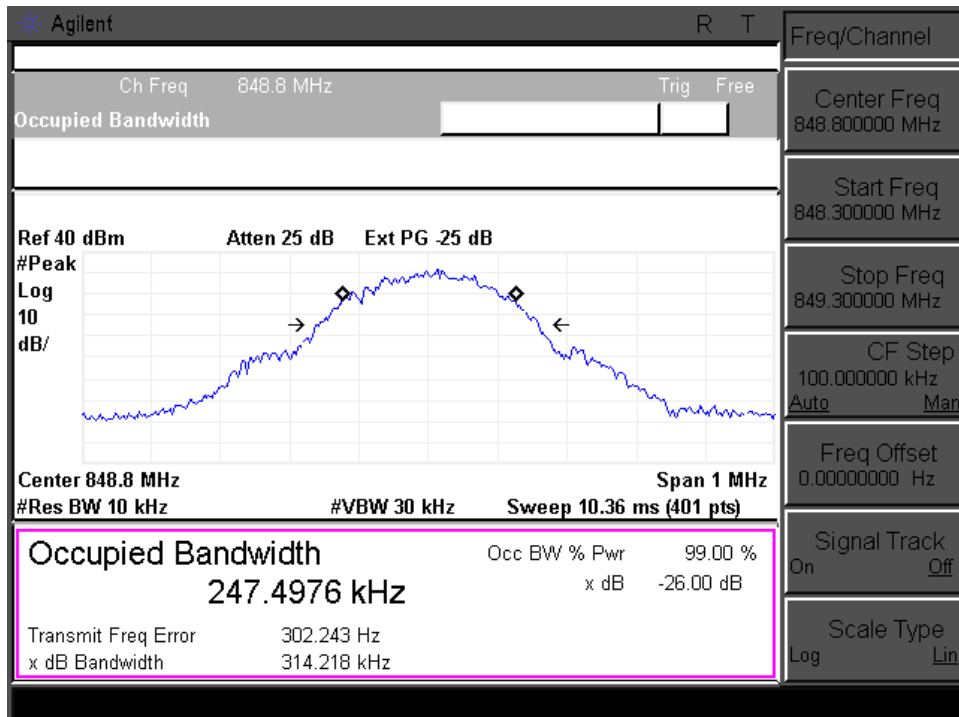 Agilent R T
Freq/Channel
Ch Freq 848.8 MHz Trig Free
Occupied Bandwidth
Center Freq
848.800000 MHz
Start Freq
848.300000 MHz
Stop Freq
849.300000 MHz
CF Step
100.000000 kHz
Auto Man
Freq Offset
0.00000000 Hz
Signal Track
On Off
Scale Type
Log Lin
Ref 40 dBm Atten 25 dB Ext PG -25 dB
#Peak
Log
10
dB/
Center 848.8 MHz Span 1 MHz
#Res BW 10 kHz #VBW 30 kHz Sweep 10.36 ms (401 pts)
Occupied Bandwidth Occ BW % Pwr 99.00 %
247.4976 kHz x dB -26.00 dB
Transmit Freq Error 302.243 Hz
x dB Bandwidth 314.218 kHz